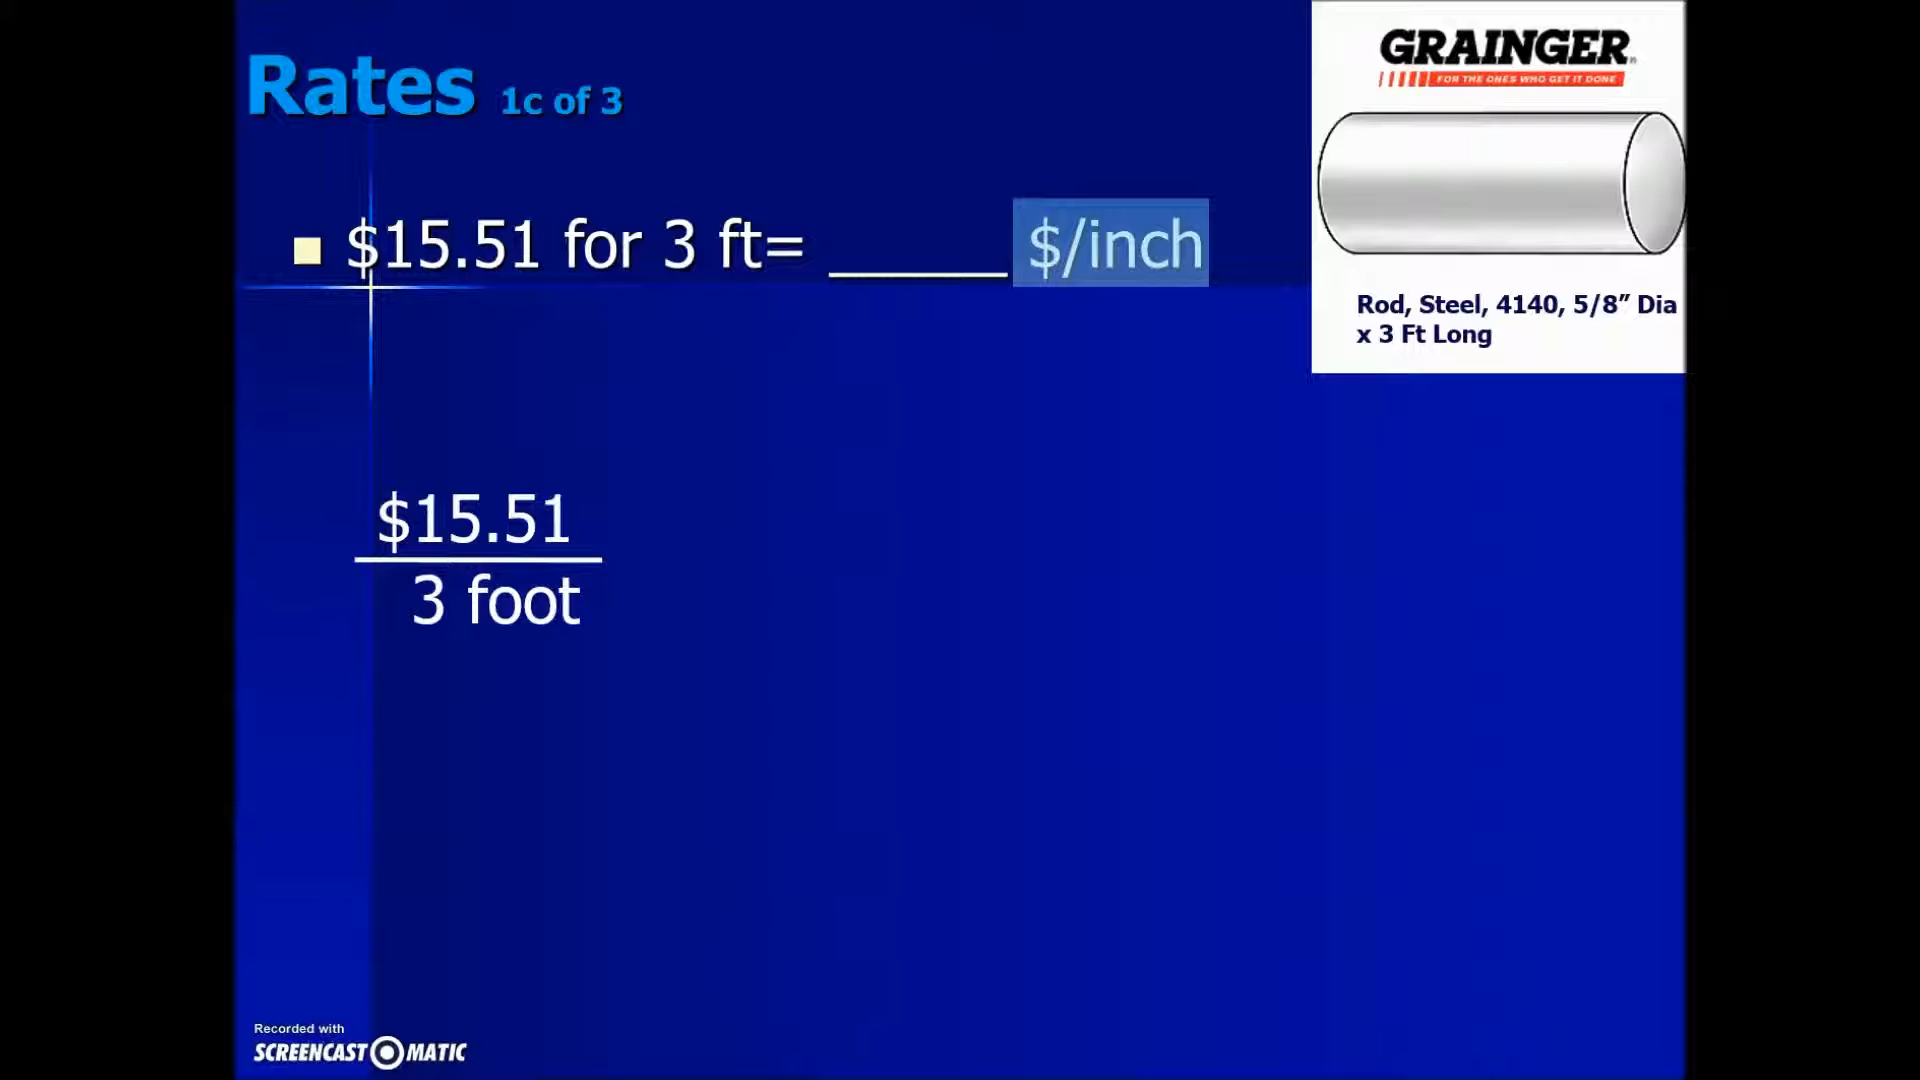 Rates 1c of 3
$15.51 for 3 ft= ______ $/inch
$15.51
3 foot
GRAINGER
FOR THE ONES WHO GET IT DONE
Rod, Steel, 4140, 5/8” Dia
x 3 Ft Long
Recorded with
SCREENCAST MATIC